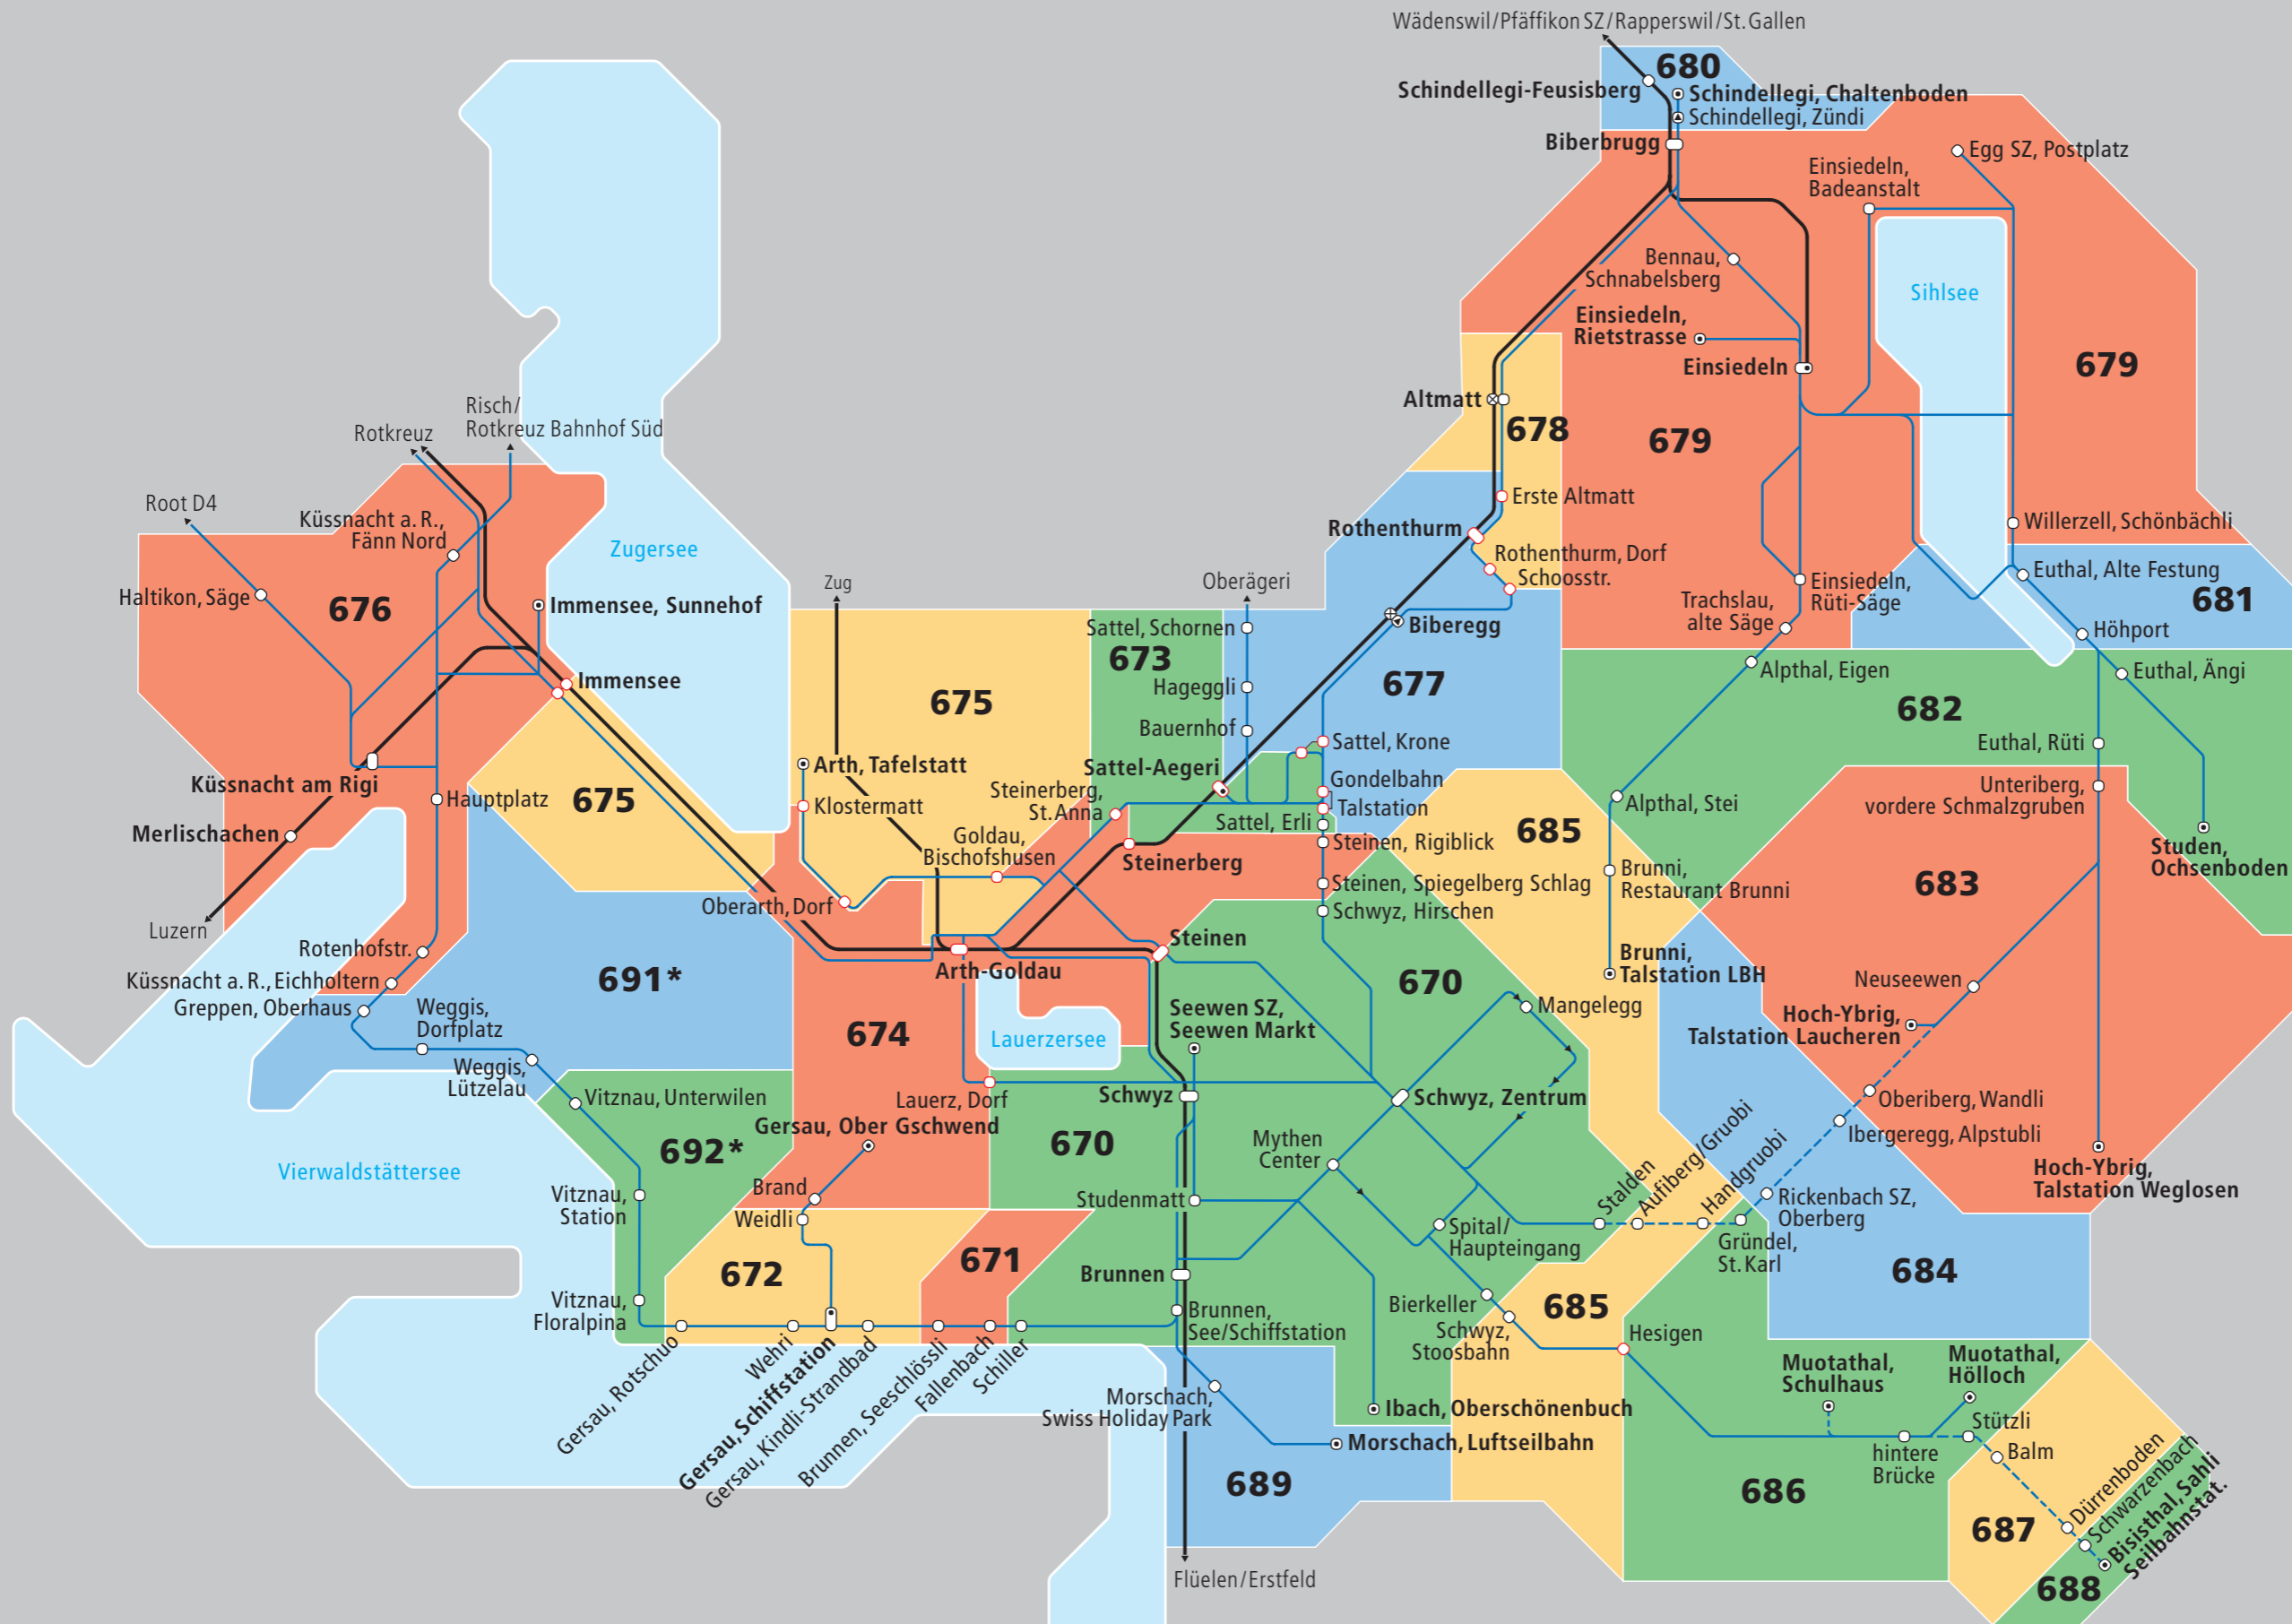 Wädenswil/Pfäffikon SZ/Rapperswil/St. Gallen
680
Schindellegi-Feusisberg
Schindellegi, Chaltenboden
Schindellegi, Zündi
Biberbrugg
Egg SZ, Postplatz
Einsiedeln,
Badeanstalt
Bennau,
Schnabelsberg
Sihlsee
Einsiedeln,
Rietstrasse
Einsiedeln
679
679
Altmatt
678
Risch/
Rotkreuz Bahnhof Süd
Rotkreuz
Root D4
Küssnacht a. R.,
Fänn Nord
Zugersee
Erste Altmatt
Rothenthurm
Rothenthurm, Dorf
Schoosstr.
Willerzell, Schönbächli
Euthal, Alte Festung
681
Haltikon, Säge
676
Immensee, Sunnehof
Zug
Oberägeri
Einsiedeln,
Rüti-Säge
Trachslau,
alte Säge
Sattel, Schornen
673
Biberegg
Höhport
Immensee
675
Hageggli
677
Alpthal, Eigen
Euthal, Ängi
682
Bauernhof
Sattel, Krone
Euthal, Rüti
Küssnacht am Rigi
Arth, Tafelstatt
Sattel-Aegeri
Gondelbahn
Talstation
Unteriberg,
vordere Schmalzgruben
Hauptplatz
675
Klostermatt
Steinerberg,
St. Anna
Sattel, Erli
Alpthal, Stei
Merlischachen
Goldau,
Bischofshusen
Steinerberg
Steinen, Rigiblick
685
Studen,
Ochsenboden
Steinen, Spiegelberg Schlag
Brunni,
Restaurant Brunni
683
Oberarth, Dorf
Schwyz, Hirschen
Luzern
Rotenhofstr.
Steinen
Arth-Goldau
Brunni,
Talstation LBH
Küssnacht a. R., Eichholtern
691*
670
Neuseewen
Greppen, Oberhaus
Weggis,
Dorfplatz
Seewen SZ,
Seewen Markt
Mangelegg
Hoch-Ybrig,
Talstation Laucheren
674
Lauerzersee
Weggis,
Lützelau
Vitznau, Unterwilen
Lauerz, Dorf
Schwyz
Schwyz, Zentrum
Oberiberg, Wandli
Gersau, Ober Gschwend
Ibergeregg, Alpstubli
692*
670
Mythen
Center
Vierwaldstättersee
Hoch-Ybrig,
Talstation Weglosen
Brand
Studenmatt
Stalden
Aufiberg/Gruobi
Handgruobi
Rickenbach SZ,
Oberberg
Vitznau,
Station
Weidli
Spital/
Haupteingang
Gründel,
St. Karl
672
671
Brunnen
684
Vitznau,
Floralpina
Brunnen,
See/Schiffstation
Bierkeller
685
Schwyz,
Stoosbahn
Hesigen
Gersau, Rotschuo
Wehri
Gersau, Schiffstation
Gersau, Kindli-Strandbad
Brunnen, Seeschlössli
Fallenbach
Schiller
Muotathal,
Schulhaus
Muotathal,
Hölloch
Morschach,
Swiss Holiday Park
Ibach, Oberschönenbuch
Stützli
Morschach, Luftseilbahn
hintere
Brücke
Balm
689
686
687
Dürrenboden
Schwarzenbach
Bisisthal, Sahli
Seilbahnstat.
688
Flüelen/Erstfeld